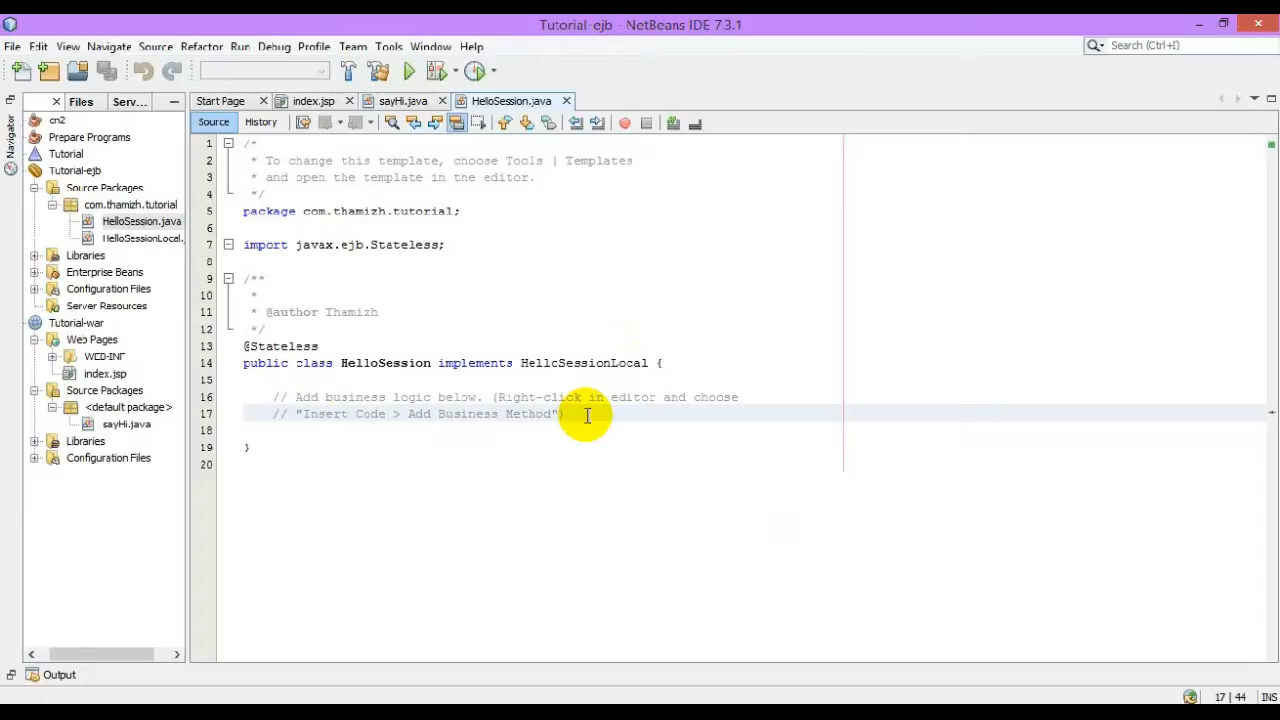 Tutorial-ejb - NetBeans IDE 7.3.1
File Edit View Navigate Source Refactor Run Debug Profile Team Tools Window Help
Search (Ctrl+I)
Files Serv...
Start Page index.jsp sayHi.java HelloSession.java
Navigator
Source History
cn2
Prepare Programs
Tutorial
Tutorial-ejb
Source Packages
com.thamizh.tutorial
HelloSession.java
HelloSessionLocal.
Libraries
Enterprise Beans
Configuration Files
Server Resources
Tutorial-war
Web Pages
WEB-INF
index.jsp
Source Packages
<default package>
sayHi.java
Libraries
Configuration Files
1 /*
2 * To change this template, choose Tools | Templates
3 * and open the template in the editor.
4 */
5 package com.thamizh.tutorial;
6
7 import javax.ejb.Stateless;
8
9 /**
10 *
11 * @author Thamizh
12 */
13 @Stateless
14 public class HelloSession implements HelloSessionLocal {
15
16 // Add business logic below. (Right-click in editor and choose
17 // "Insert Code > Add Business Method")
18
19 }
20
Output
17 | 44 INS